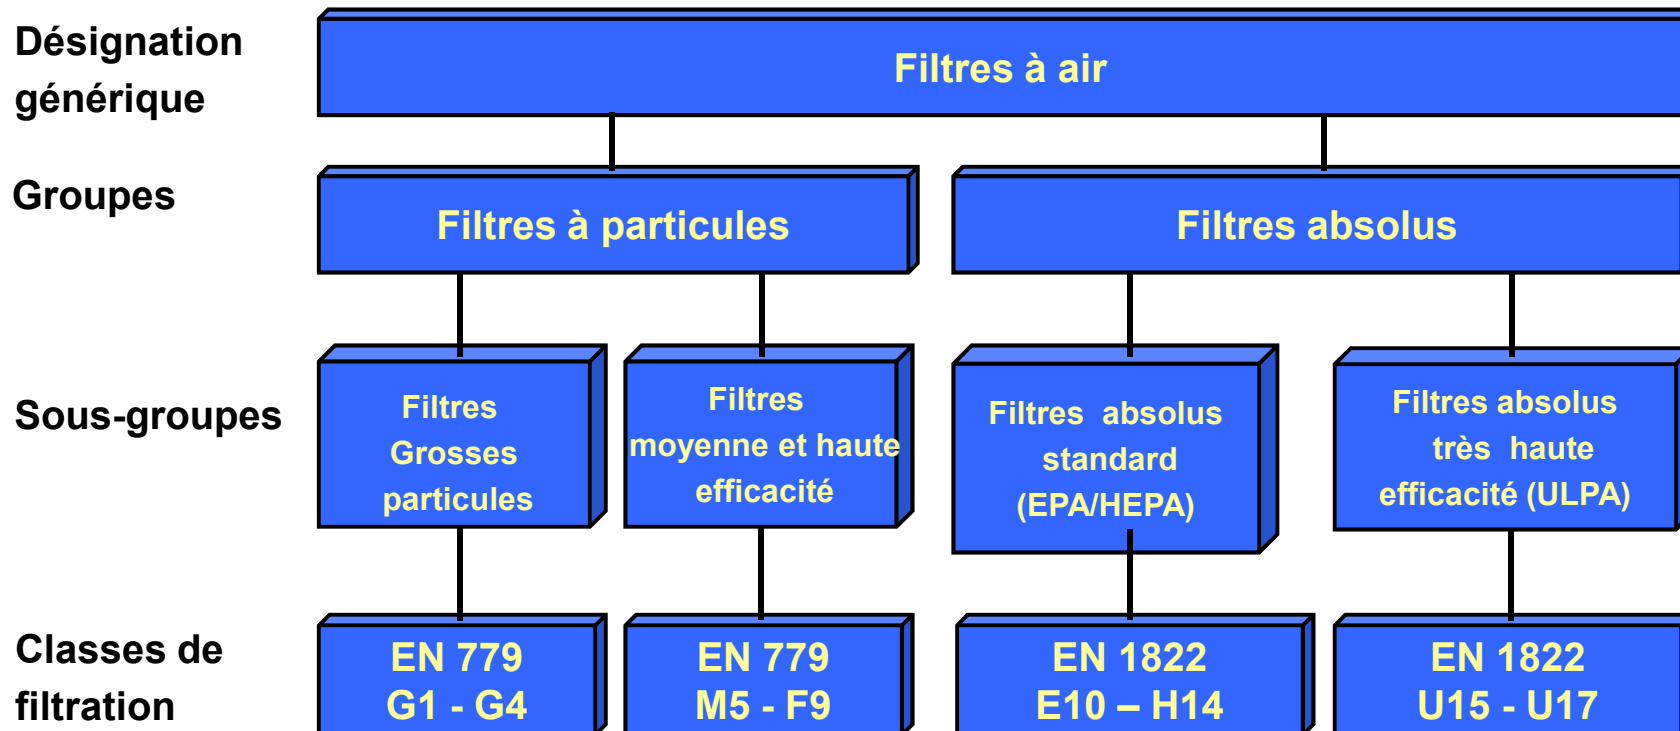 Désignation
générique
Filtres à air
Groupes
Filtres à particules
Filtres absolus
Sous-groupes
Filtres
Grosses
particules
Filtres
moyenne et haute
efficacité
Filtres absolus
standard
(EPA/HEPA)
Filtres absolus
très haute
efficacité (ULPA)
Classes de
filtration
EN 779
G1 - G4
EN 779
M5 - F9
EN 1822
E10 – H14
EN 1822
U15 - U17